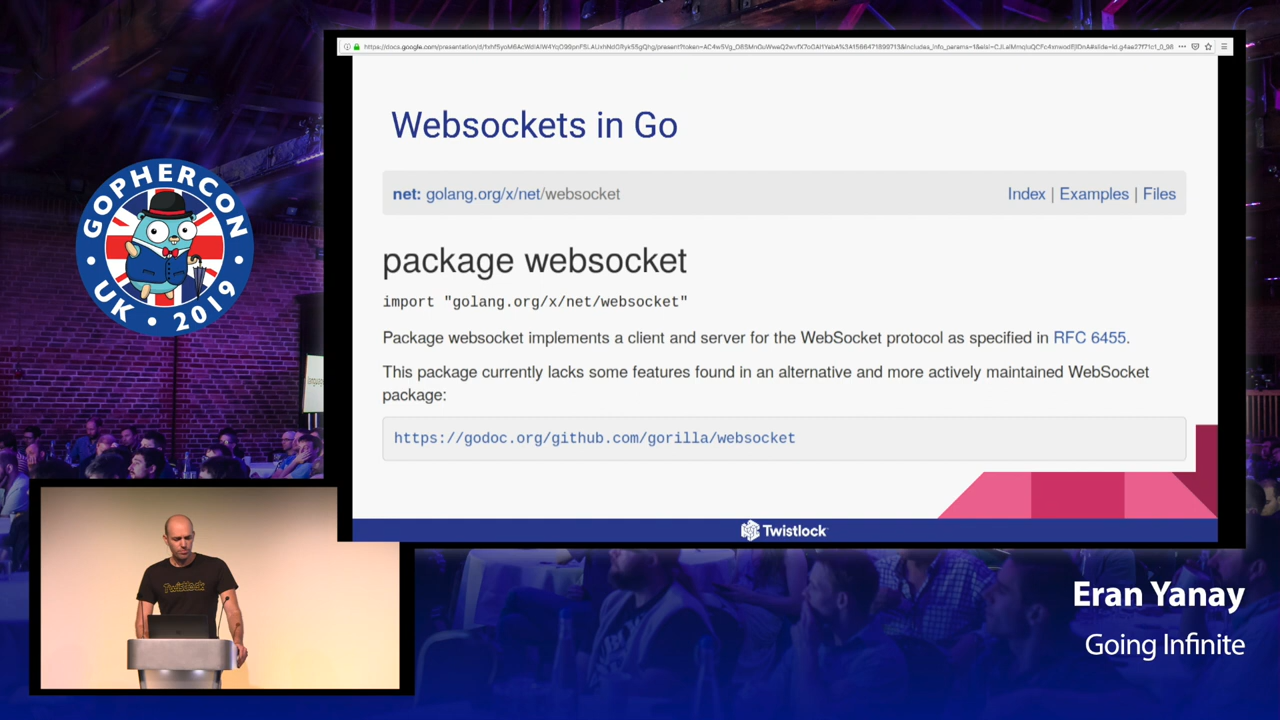 Websockets in Go
net: golang.org/x/net/websocket
Index | Examples | Files
package websocket
import "golang.org/x/net/websocket"
Package websocket implements a client and server for the WebSocket protocol as specified in RFC 6455.
This package currently lacks some features found in an alternative and more actively maintained WebSocket
package:
https://godoc.org/github.com/gorilla/websocket
Twistlock
GOPHERCON
UK • 2019
Twistlock
Eran Yanay
Going Infinite